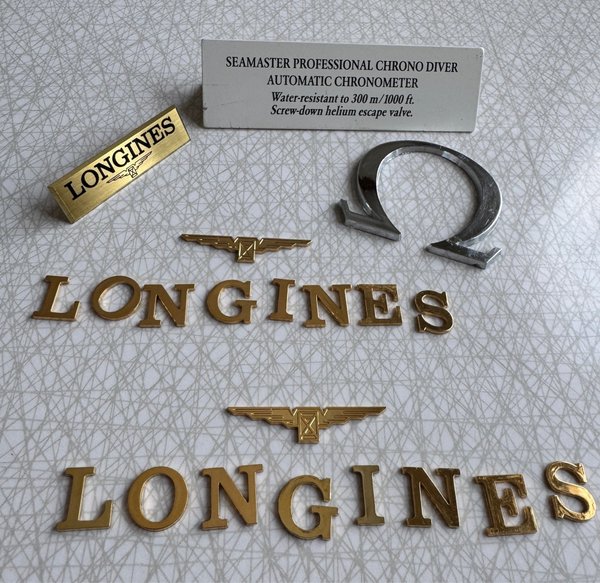 SEAMASTER PROFESSIONAL CHRONO DIVER
AUTOMATIC CHRONOMETER
Water-resistant to 300 m/1000 ft.
Screw-down helium escape valve.
LONGINES
Ω
LONGINES
LONGINES